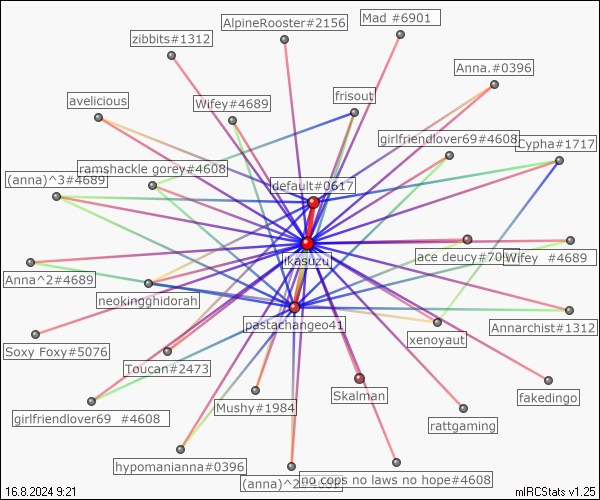 Mad #6901
AlpineRooster#2156
zibbits#1312
Anna.#0396
avelicious
Wifey#4689
frisout
girlfriendlover69#4608
Cypha#1717
ramshackle gorey#4608
(anna)^3#4689
default#0617
ikasuzu
ace deucy#70
Wifey #4689
Anna^2#4689
neokingghidorah
pastachangeo41
Annarchist#1312
xenoyaut
Soxy Foxy#5076
Toucan#2473
Skalman
fakedingo
Mushy#1984
girlfriendlover69 #4608
rattgaming
hypomanianna#0396
(anna)^2
no cops no laws no hope#4608
16.8.2024 9:21
mIRCStats v1.25